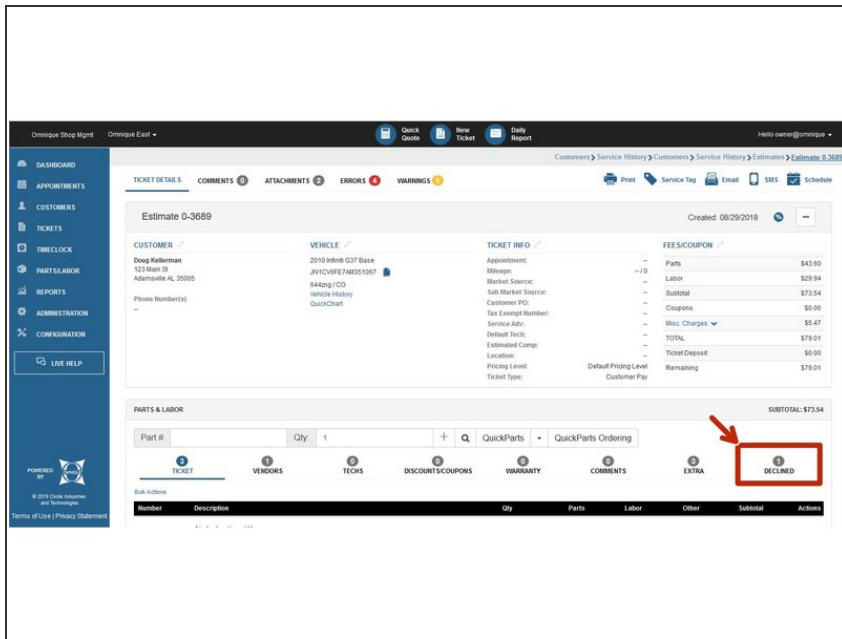 Omnique Shop Mgmt Omnique East
Quick Quote
New Ticket
Daily Report
Hello owner@omnique
Customers > Service History > Customers > Service History > Estimates > Estimate 0-3689
DASHBOARD
APPOINTMENTS
CUSTOMERS
TICKETS
TIMECLOCK
PARTS/LABOR
REPORTS
ADMINISTRATION
CONFIGURATION
LIVE HELP
POWERED BY OMNIQUE
© 2019 Circle Industries
and Technologies
Terms of Use | Privacy Statement
TICKET DETAILS COMMENTS 0 ATTACHMENTS 2 ERRORS 4 WARNINGS 1
Print Service Tag Email SMS Schedule
Estimate 0-3689
Created: 08/29/2018
CUSTOMER
Doug Kellerman
123 Main St
Adamsville AL 35005
Phone Number(s)
--
VEHICLE
2010 Infiniti G37 Base
JN1CV6FE7AM351067
644zng / CO
Vehicle History
QuickChart
TICKET INFO
Appointment: --
Mileage: -- / 0
Market Source: --
Sub Market Source: --
Customer PO: --
Tax Exempt Number: --
Service Adv: --
Default Tech: --
Estimated Comp: --
Location: --
Pricing Level: Default Pricing Level
Ticket Type: Customer Pay
FEES/COUPON
Parts $43.60
Labor $29.94
Subtotal $73.54
Coupons $0.00
Misc. Charges $5.47
TOTAL $79.01
Ticket Deposit $0.00
Remaining $79.01
PARTS & LABOR
SUBTOTAL: $73.54
Part # Qty: 1 + QuickParts QuickParts Ordering
3 TICKET
1 VENDORS
0 TECHS
0 DISCOUNTS/COUPONS
0 WARRANTY
0 COMMENTS
3 EXTRA
1 DECLINED
Bulk Actions
Number Description Qty Parts Labor Other Subtotal Actions